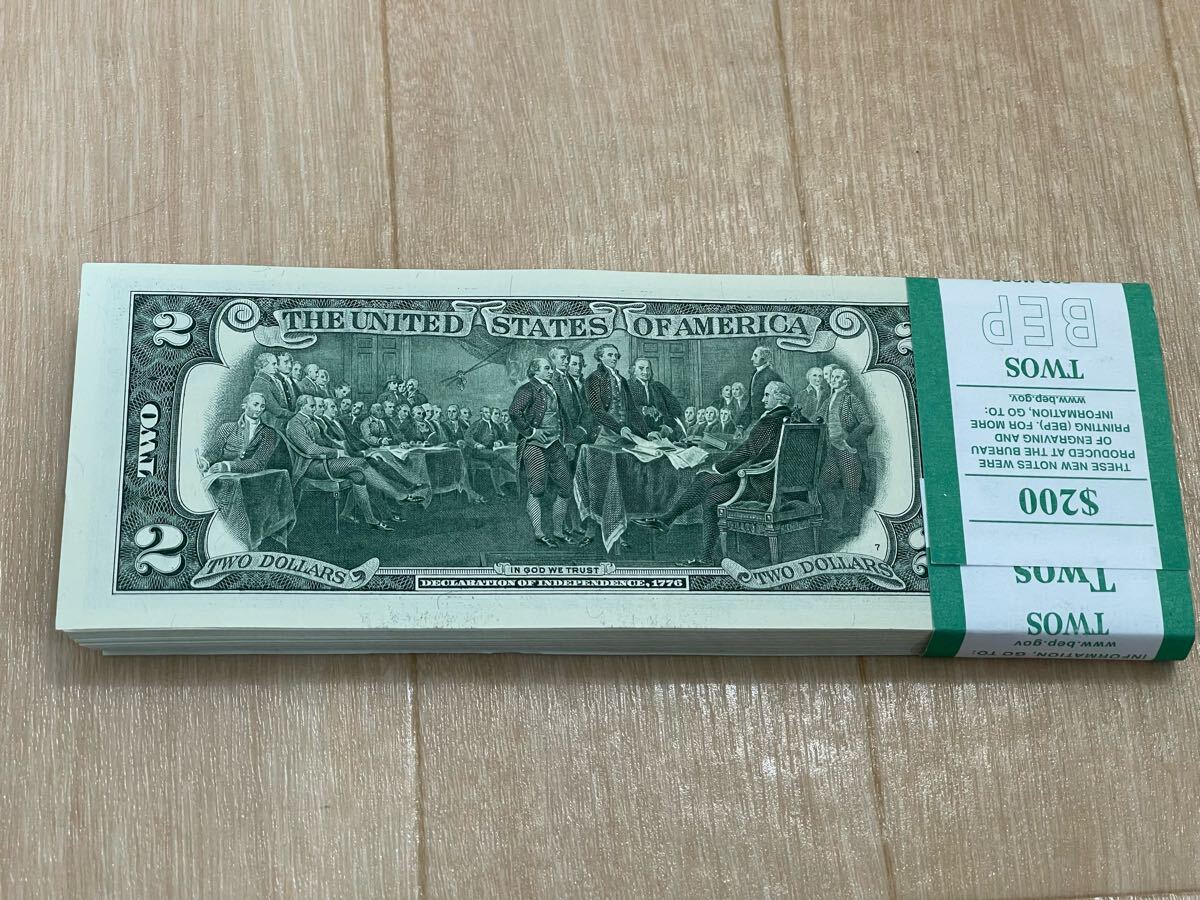 THE UNITED STATES OF AMERICA
2
TWO
2
TWO DOLLARS
IN GOD WE TRUST
DECLARATION OF INDEPENDENCE, 1776
TWO DOLLARS
7
$200
THESE NEW NOTES WERE
PRODUCED AT THE BUREAU
OF ENGRAVING AND
PRINTING (BEP). FOR MORE
INFORMATION, GO TO:
www.bep.gov.
TWOS
BEP
INFORMATION, GO TO:
www.bep.gov
TWOS
TWOS